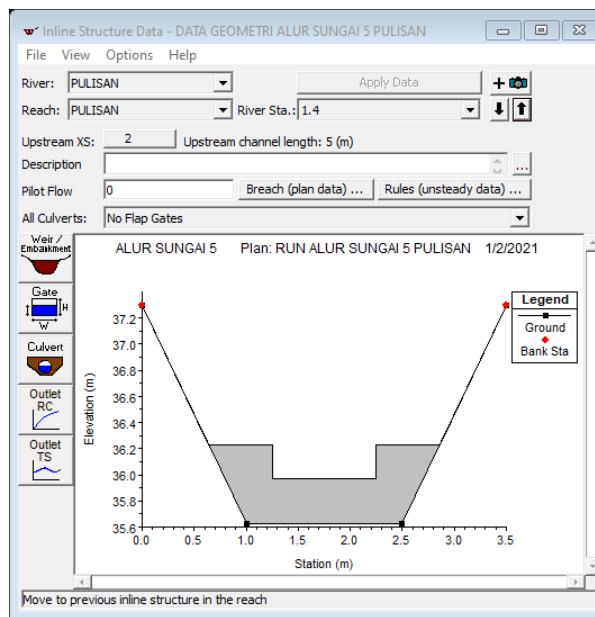 Inline Structure Data - DATA GEOMETRI ALUR SUNGAI 5 PULISAN
File View Options Help
River: PULISAN Apply Data
Reach: PULISAN River Sta.: 1.4
Upstream XS: 2 Upstream channel length: 5 (m)
Description ...
Pilot Flow 0 Breach (plan data) ... Rules (unsteady data) ...
All Culverts: No Flap Gates
Weir /
Embankment
Gate
H
W
Culvert
Outlet
RC
Outlet
TS
ALUR SUNGAI 5 Plan: RUN ALUR SUNGAI 5 PULISAN 1/2/2021
Legend
Ground
Bank Sta
Elevation (m)
37.2
37.0
36.8
36.6
36.4
36.2
36.0
35.8
35.6
0.0 0.5 1.0 1.5 2.0 2.5 3.0 3.5
Station (m)
Move to previous inline structure in the reach